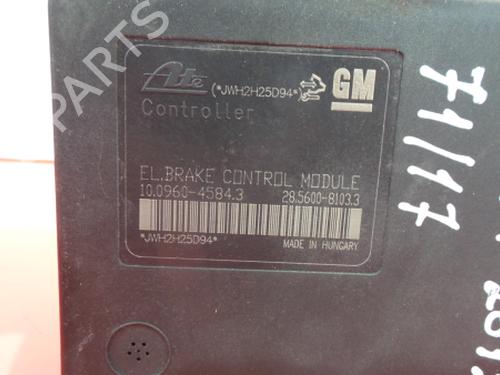 Ate (*JWH2H25D94* GM
Controller
EL.BRAKE CONTROL MODULE
10.0960-4584.3 28.5600-8103.3
*JWH2H25D94* MADE IN HUNGARY
71/17
PARTS